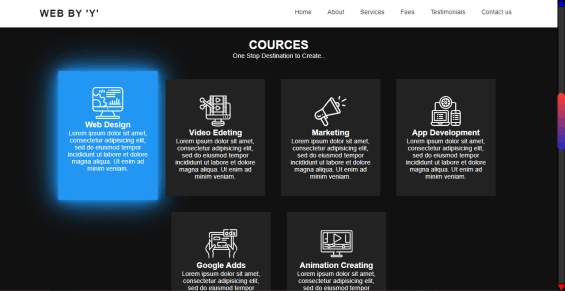 WEB BY 'Y'
Home About Services Fees Testimonials Contact us
COURCES
One Stop Destination to Create..
Web Design
Lorem ipsum dolor sit amet,
consectetur adipisicing elit,
sed do eiusmod tempor
incididunt ut labore et dolore
magna aliqua. Ut enim ad
minim veniam.
Video Edeting
Lorem ipsum dolor sit amet,
consectetur adipisicing elit,
sed do eiusmod tempor
incididunt ut labore et dolore
magna aliqua. Ut enim ad
minim veniam.
Marketing
Lorem ipsum dolor sit amet,
consectetur adipisicing elit,
sed do eiusmod tempor
incididunt ut labore et dolore
magna aliqua. Ut enim ad
minim veniam.
App Development
Lorem ipsum dolor sit amet,
consectetur adipisicing elit,
sed do eiusmod tempor
incididunt ut labore et dolore
magna aliqua. Ut enim ad
minim veniam.
Google Adds
Lorem ipsum dolor sit amet,
consectetur adipisicing elit,
sed do eiusmod tempor
Animation Creating
Lorem ipsum dolor sit amet,
consectetur adipisicing elit,
sed do eiusmod tempor